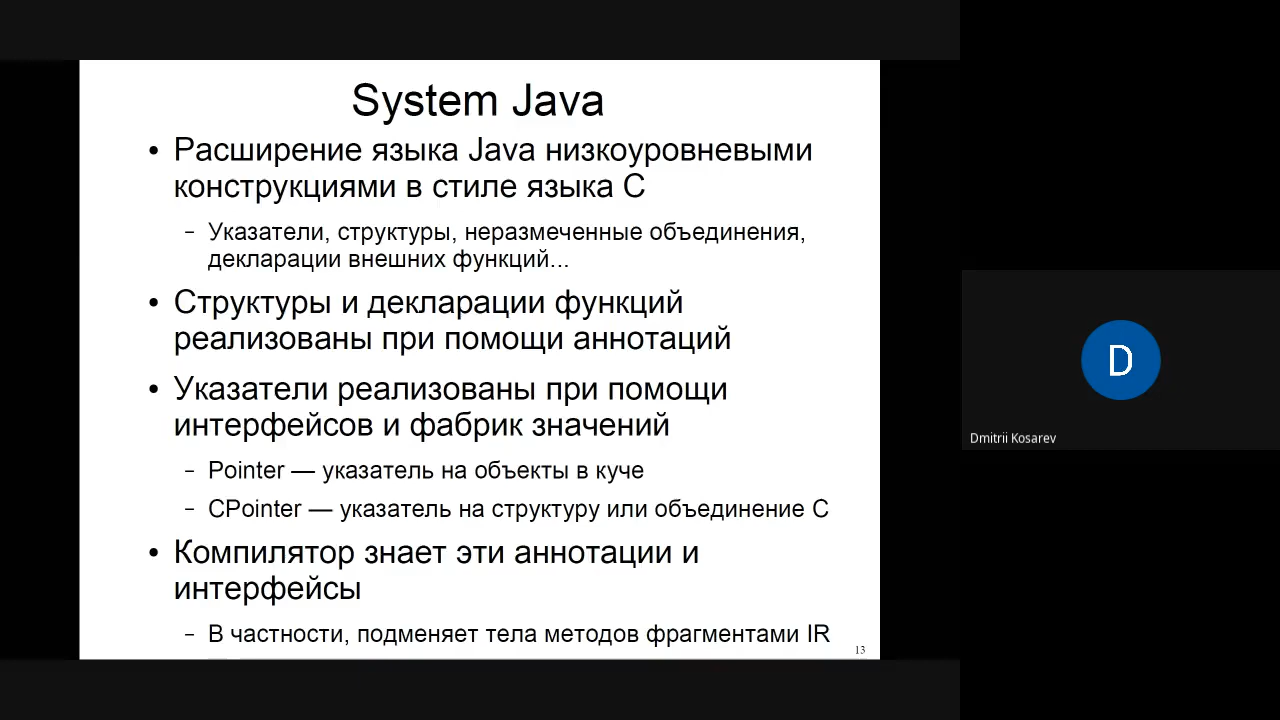 System Java
• Расширение языка Java низкоуровневыми
конструкциями в стиле языка C
– Указатели, структуры, неразмеченные объединения,
декларации внешних функций...
• Структуры и декларации функций
реализованы при помощи аннотаций
• Указатели реализованы при помощи
интерфейсов и фабрик значений
– Pointer — указатель на объекты в куче
– CPointer — указатель на структуру или объединение C
• Компилятор знает эти аннотации и
интерфейсы
– В частности, подменяет тела методов фрагментами IR
13
D
Dmitrii Kosarev